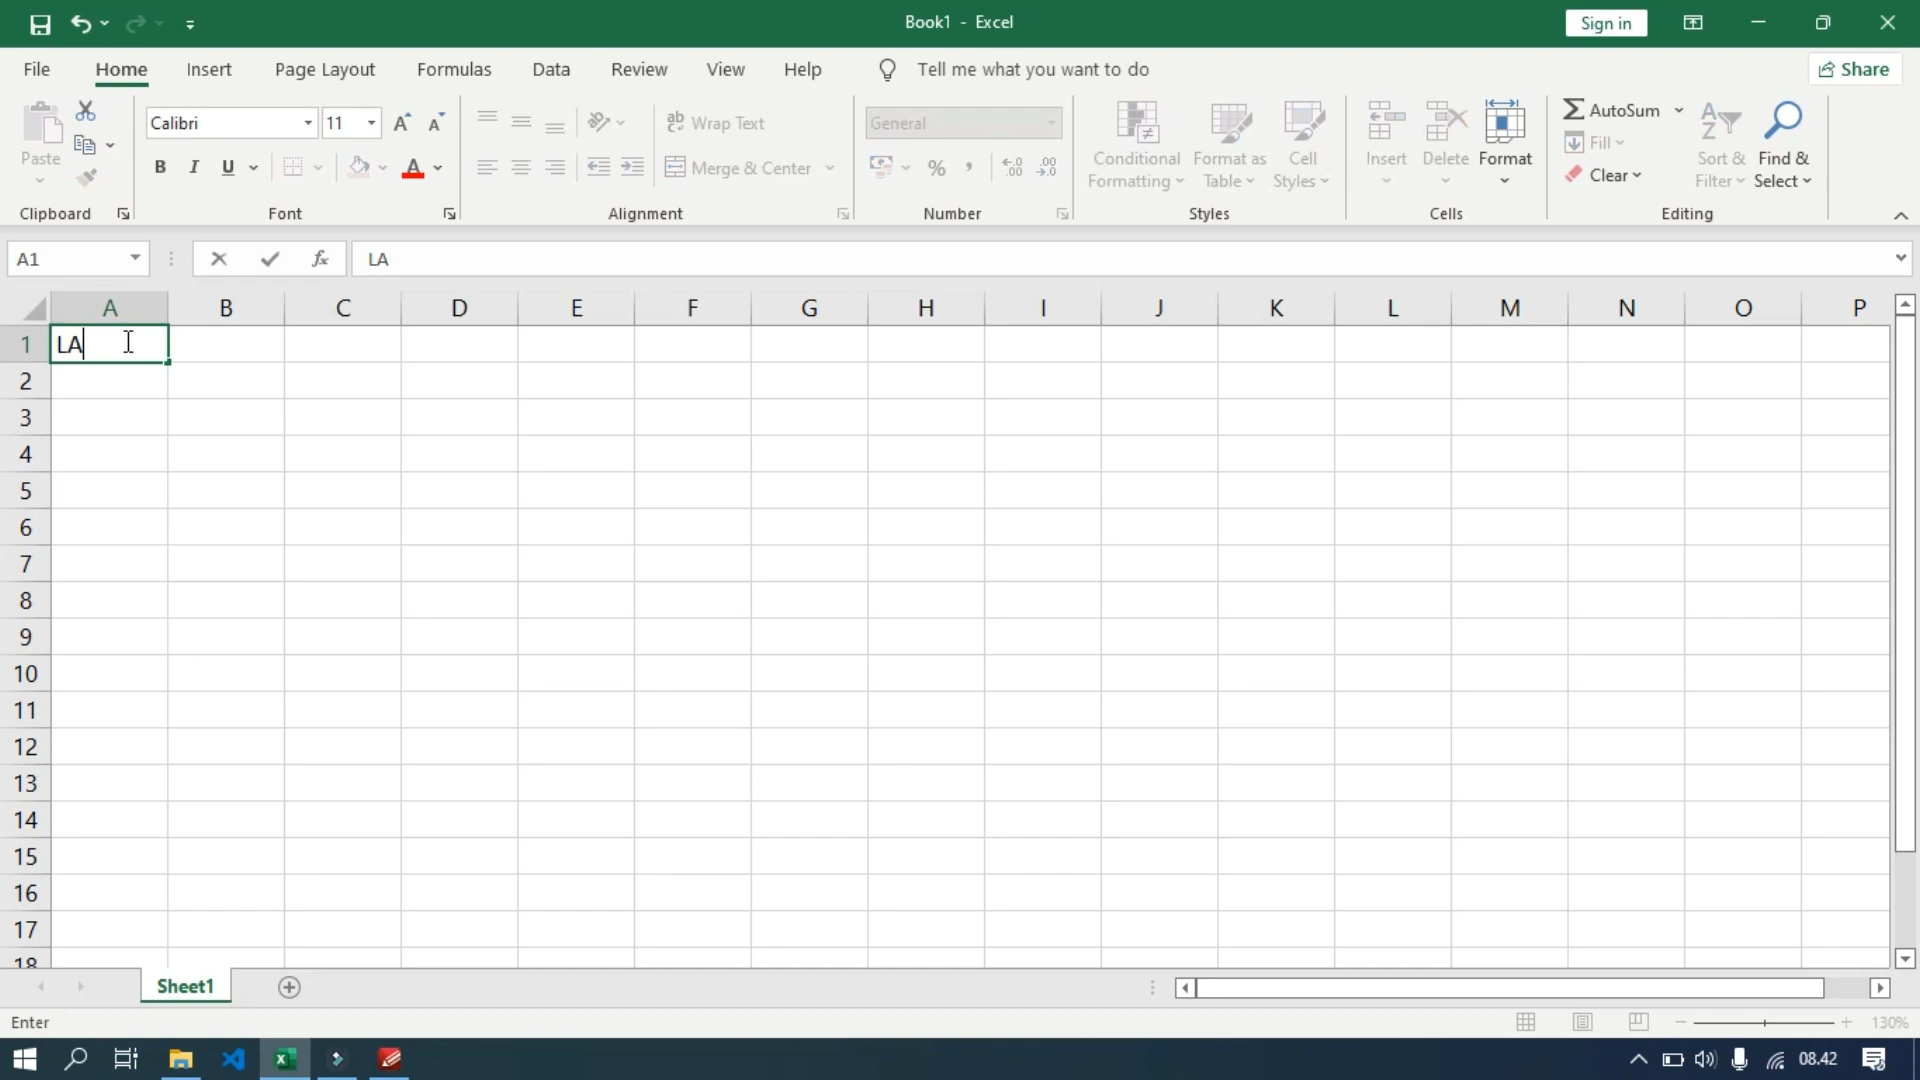 Book1 - Excel
Sign in
File Home Insert Page Layout Formulas Data Review View Help Tell me what you want to do Share
Paste
Clipboard
Calibri 11
B I U A
Font
Wrap Text
Merge & Center
Alignment
General
% ,
Number
Conditional Formatting
Format as Table
Cell Styles
Styles
Insert Delete Format
Cells
AutoSum
Fill
Clear
Sort & Filter
Find & Select
Editing
A1 fx LA
A B C D E F G H I J K L M N O P
1 LA
2
3
4
5
6
7
8
9
10
11
12
13
14
15
16
17
18
Sheet1
Enter 130%
08.42